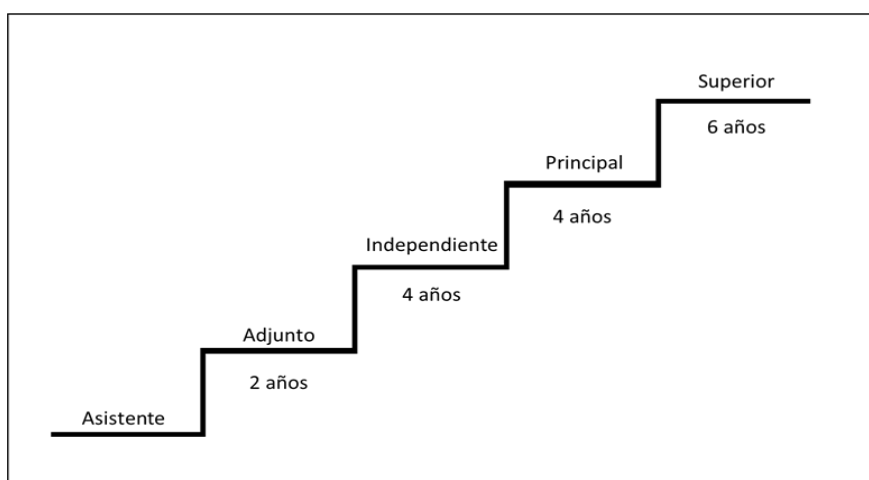 Superior
6 años
Principal
4 años
Independiente
4 años
Adjunto
2 años
Asistente